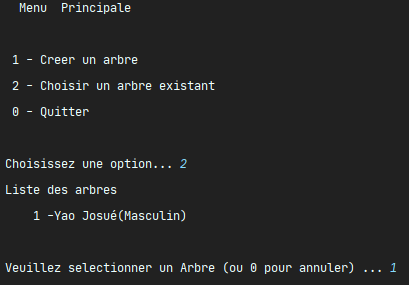 Menu  Principale
1 - Creer un arbre
2 - Choisir un arbre existant
0 - Quitter
Choisissez une option... 2
Liste des arbres
1 -Yao Josué(Masculin)
Veuillez selectionner un Arbre (ou 0 pour annuler) ... 1